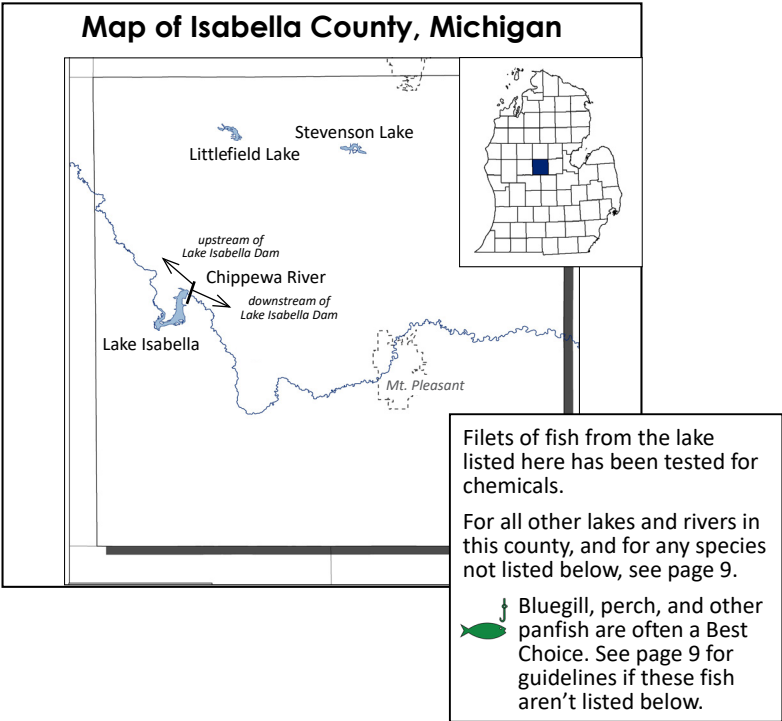 Map of Isabella County, Michigan
Stevenson Lake
Littlefield Lake
upstream of
Lake Isabella Dam
Chippewa River
downstream of
Lake Isabella Dam
Lake Isabella
Mt. Pleasant
Filets of fish from the lake
listed here has been tested for
chemicals.
For all other lakes and rivers in
this county, and for any species
not listed below, see page 9.
Bluegill, perch, and other
panfish are often a Best
Choice. See page 9 for
guidelines if these fish
aren't listed below.